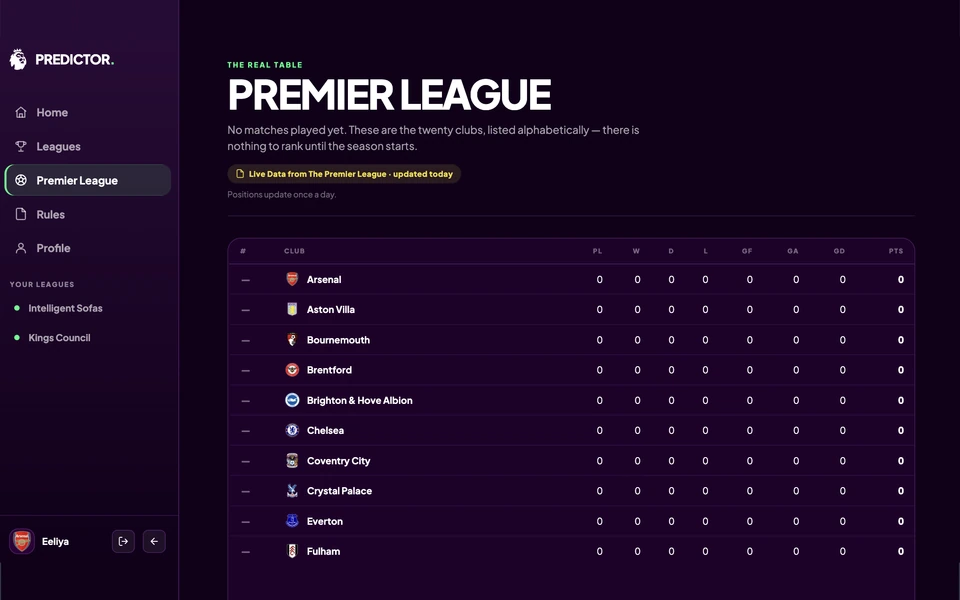 PREDICTOR.
Home
Leagues
Premier League
Rules
Profile
YOUR LEAGUES
Intelligent Sofas
Kings Council
Eeliya
THE REAL TABLE
PREMIER LEAGUE
No matches played yet. These are the twenty clubs, listed alphabetically — there is
nothing to rank until the season starts.
Live Data from The Premier League · updated today
Positions update once a day.
# CLUB PL W D L GF GA GD PTS
— Arsenal 0 0 0 0 0 0 0 0
— Aston Villa 0 0 0 0 0 0 0 0
— Bournemouth 0 0 0 0 0 0 0 0
— Brentford 0 0 0 0 0 0 0 0
— Brighton & Hove Albion 0 0 0 0 0 0 0 0
— Chelsea 0 0 0 0 0 0 0 0
— Coventry City 0 0 0 0 0 0 0 0
— Crystal Palace 0 0 0 0 0 0 0 0
— Everton 0 0 0 0 0 0 0 0
— Fulham 0 0 0 0 0 0 0 0